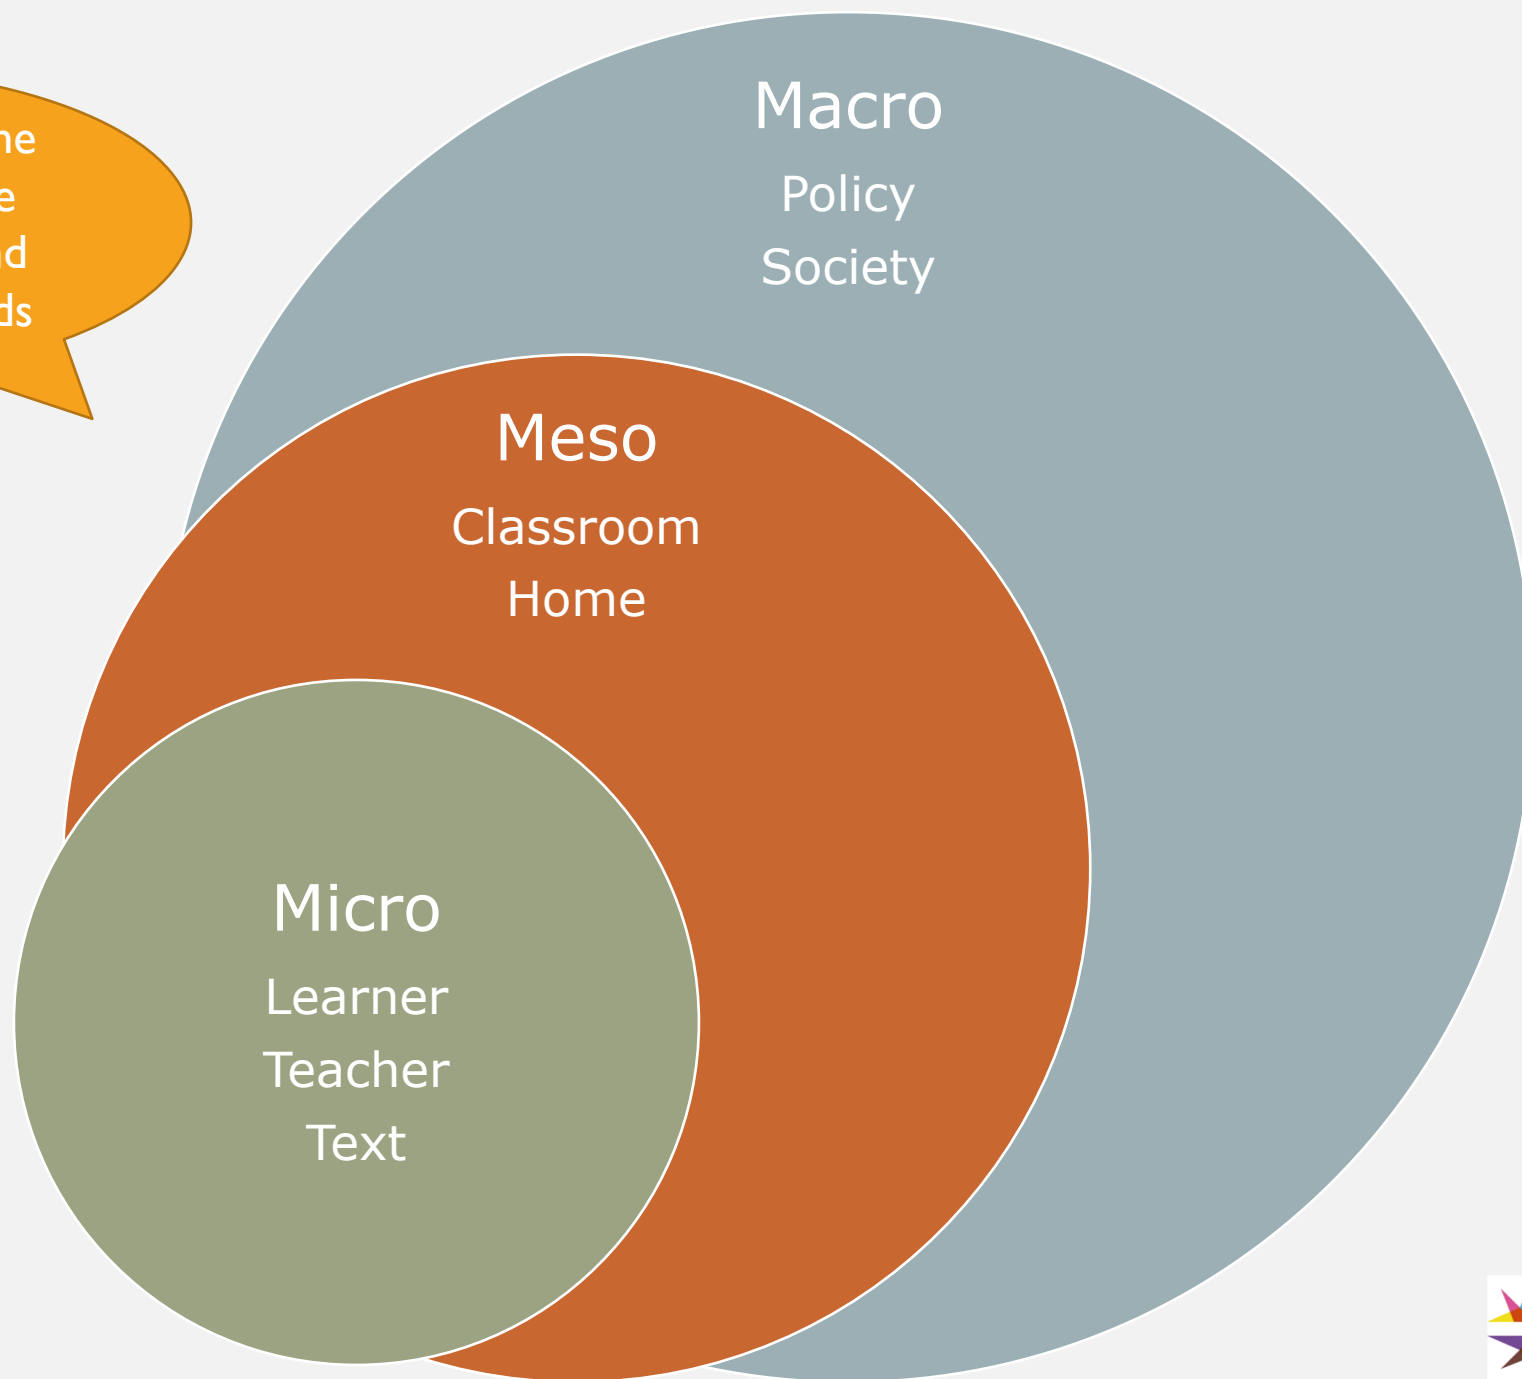 Macro
Policy
Society
Meso
Classroom
Home
Micro
Learner
Teacher
Text